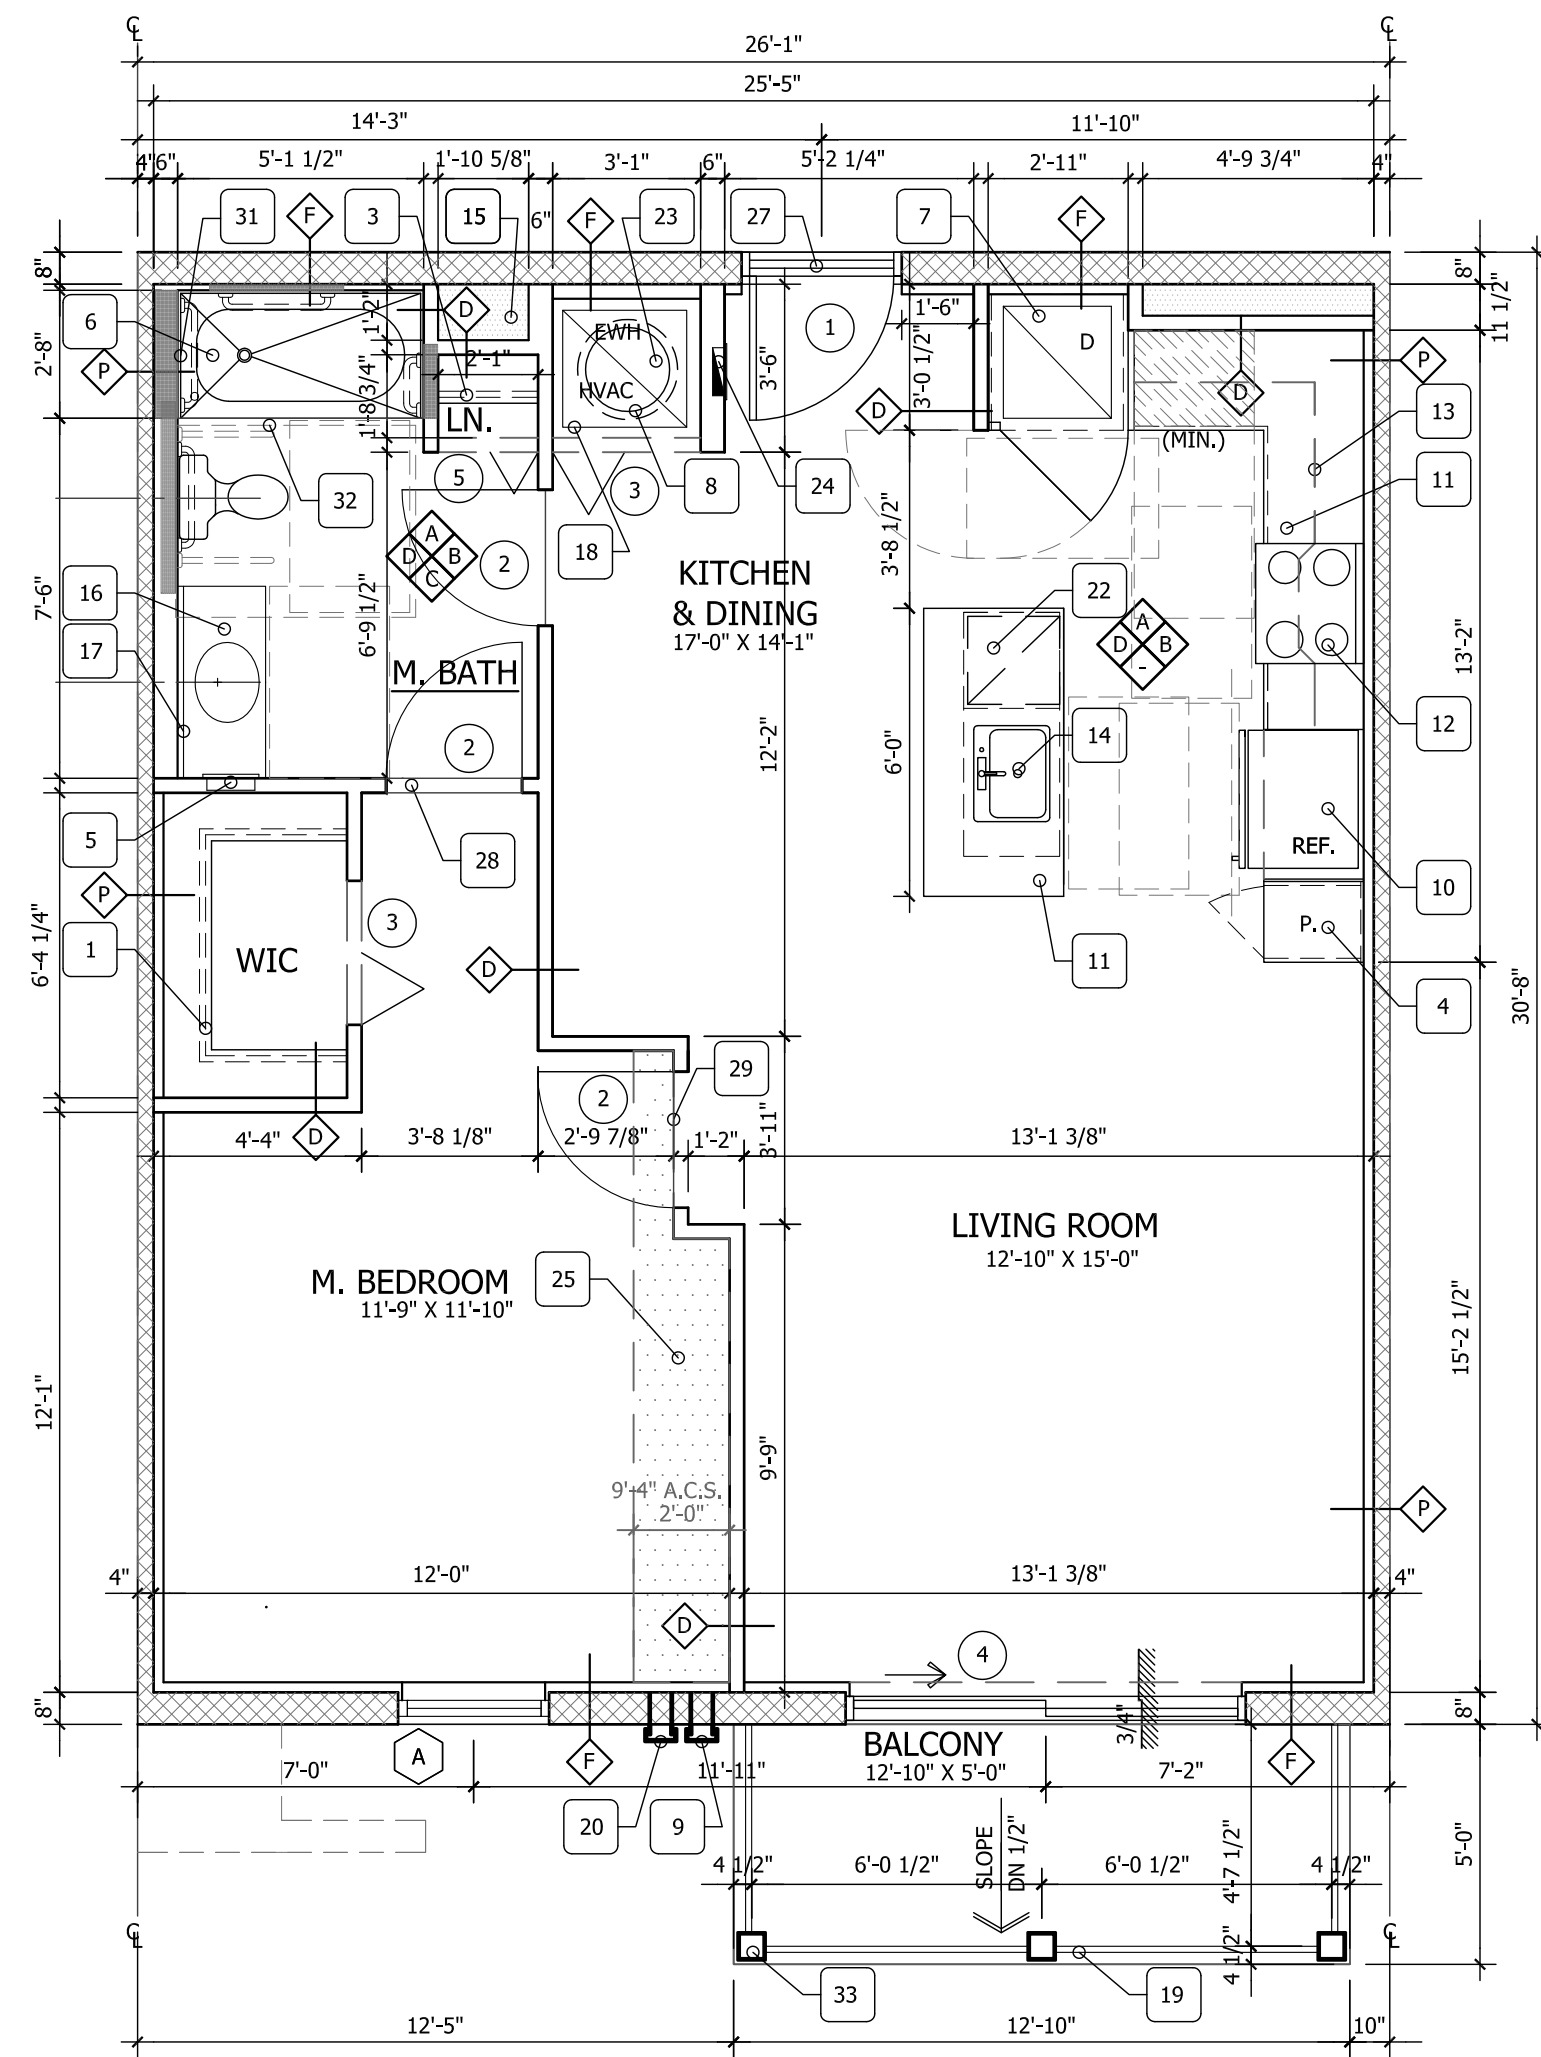 ℄ ℄
26'-1"
25'-5"
14'-3" 11'-10"
4" 6" 5'-1 1/2" 1'-10 5/8" 3'-1" 6" 5'-2 1/4" 2'-11" 4'-9 3/4" 4"
31 F 3 15 6" F 23 27 7 F
8" 8"
11 1/2"
6 1'-2" D EWH 1 1'-6" D
2'-8" P 2'-1" HVAC 3'-6" 3'-0 1/2" D P
1'-8 3/4" LN. D 13
(MIN.)
32 5 3 8 24 11
A
D B
C
2 18 3'-8 1/2"
KITCHEN
& DINING
17'-0" X 14'-1"
22
16 7'-6" 6'-9 1/2"
A
D B
-
13'-2"
17 M. BATH
2 12'-2" 6'-0" 14 12
5 28 REF.
P 10
1 3 P.
6'-4 1/4" WIC D 11
4 30'-8"
29
2
D 4'-4" 3'-8 1/8" 2'-9 7/8" 1'-2" 3'-11" 13'-1 3/8"
LIVING ROOM
12'-10" X 15'-0"
M. BEDROOM 25
11'-9" X 11'-10"
15'-2 1/2"
12'-1" 9'-9"
9'-4" A.C.S.
2'-0"
P
4" 12'-0" 13'-1 3/8" 4"
D 4
8" 3/4" 8"
A F BALCONY F
7'-0" 11'-11" 12'-10" X 5'-0" 7'-2"
20 9 SLOPE
DN 1/2"
4'-7 1/2" 5'-0"
4 1/2" 6'-0 1/2" 6'-0 1/2" 4 1/2"
℄ ℄
4 1/2"
33 19
12'-5" 12'-10" 10"